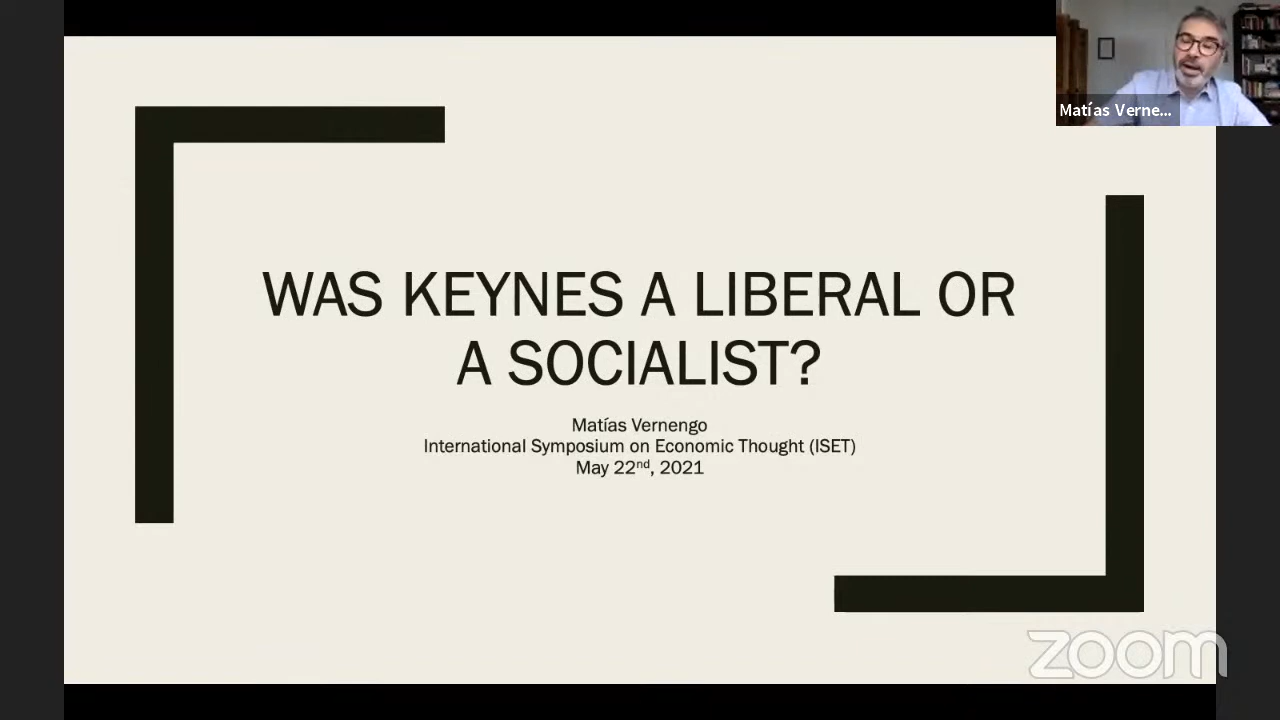 Matías Verne...
WAS KEYNES A LIBERAL OR
A SOCIALIST?
Matías Vernengo
International Symposium on Economic Thought (ISET)
May 22nd, 2021
zoom